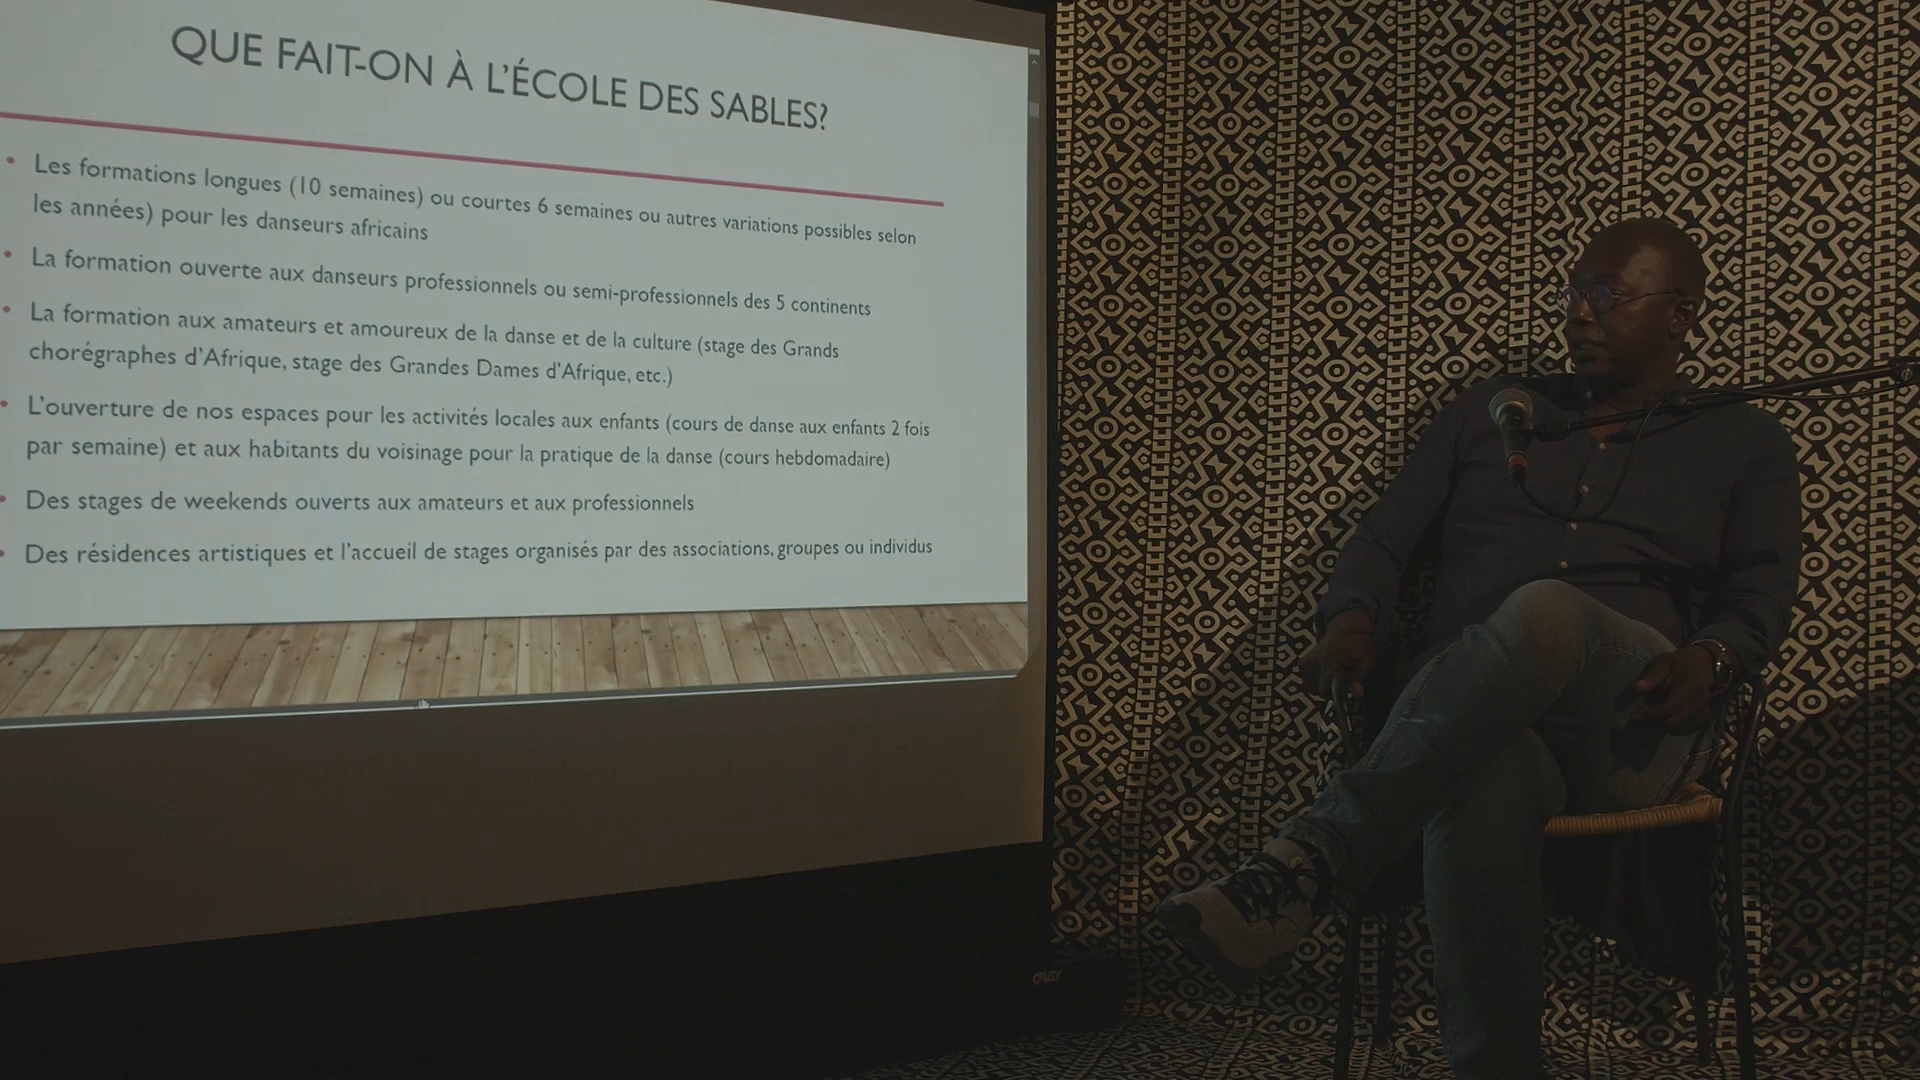 QUE FAIT-ON À L'ÉCOLE DES SABLES?
• Les formations longues (10 semaines) ou courtes 6 semaines ou autres variations possibles selon
les années) pour les danseurs africains
• La formation ouverte aux danseurs professionnels ou semi-professionnels des 5 continents
• La formation aux amateurs et amoureux de la danse et de la culture (stage des Grands
chorégraphes d'Afrique, stage des Grandes Dames d'Afrique, etc.)
• L'ouverture de nos espaces pour les activités locales aux enfants (cours de danse aux enfants 2 fois
par semaine) et aux habitants du voisinage pour la pratique de la danse (cours hebdomadaire)
• Des stages de weekends ouverts aux amateurs et aux professionnels
• Des résidences artistiques et l'accueil de stages organisés par des associations, groupes ou individus